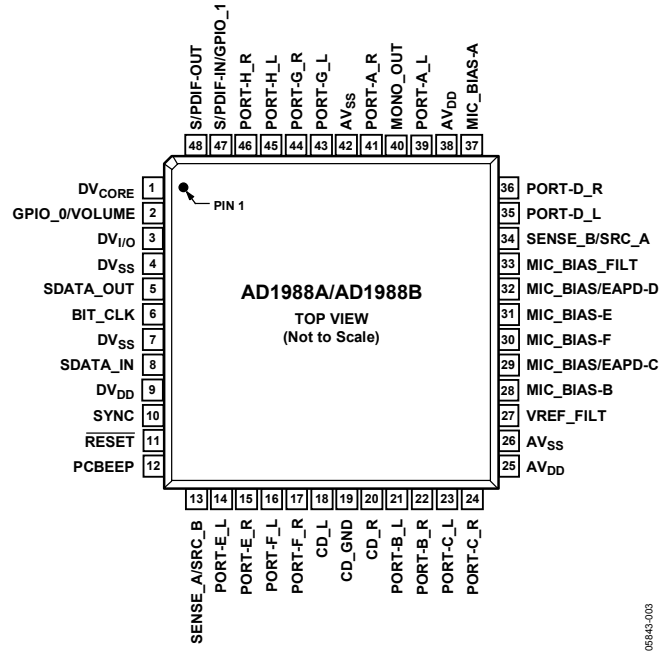 S/PDIF-OUT
S/PDIF-IN/GPIO_1
PORT-H_R
PORT-H_L
PORT-G_R
PORT-G_L
AVSS
PORT-A_R
MONO_OUT
PORT-A_L
AVDD
MIC_BIAS-A
48 47 46 45 44 43 42 41 40 39 38 37
DVCORE 1
GPIO_0/VOLUME 2
DVI/O 3
DVSS 4
SDATA_OUT 5
BIT_CLK 6
DVSS 7
SDATA_IN 8
DVDD 9
SYNC 10
RESET 11
PCBEEP 12
PIN 1
AD1988A/AD1988B
TOP VIEW
(Not to Scale)
36 PORT-D_R
35 PORT-D_L
34 SENSE_B/SRC_A
33 MIC_BIAS_FILT
32 MIC_BIAS/EAPD-D
31 MIC_BIAS-E
30 MIC_BIAS-F
29 MIC_BIAS/EAPD-C
28 MIC_BIAS-B
27 VREF_FILT
26 AVSS
25 AVDD
13 14 15 16 17 18 19 20 21 22 23 24
SENSE_A/SRC_B
PORT-E_L
PORT-E_R
PORT-F_L
PORT-F_R
CD_L
CD_GND
CD_R
PORT-B_L
PORT-B_R
PORT-C_L
PORT-C_R
05843-003